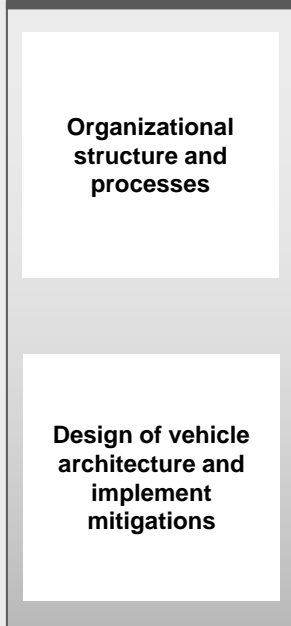 Organizational
structure and
processes
Design of vehicle
architecture and
implement
mitigations